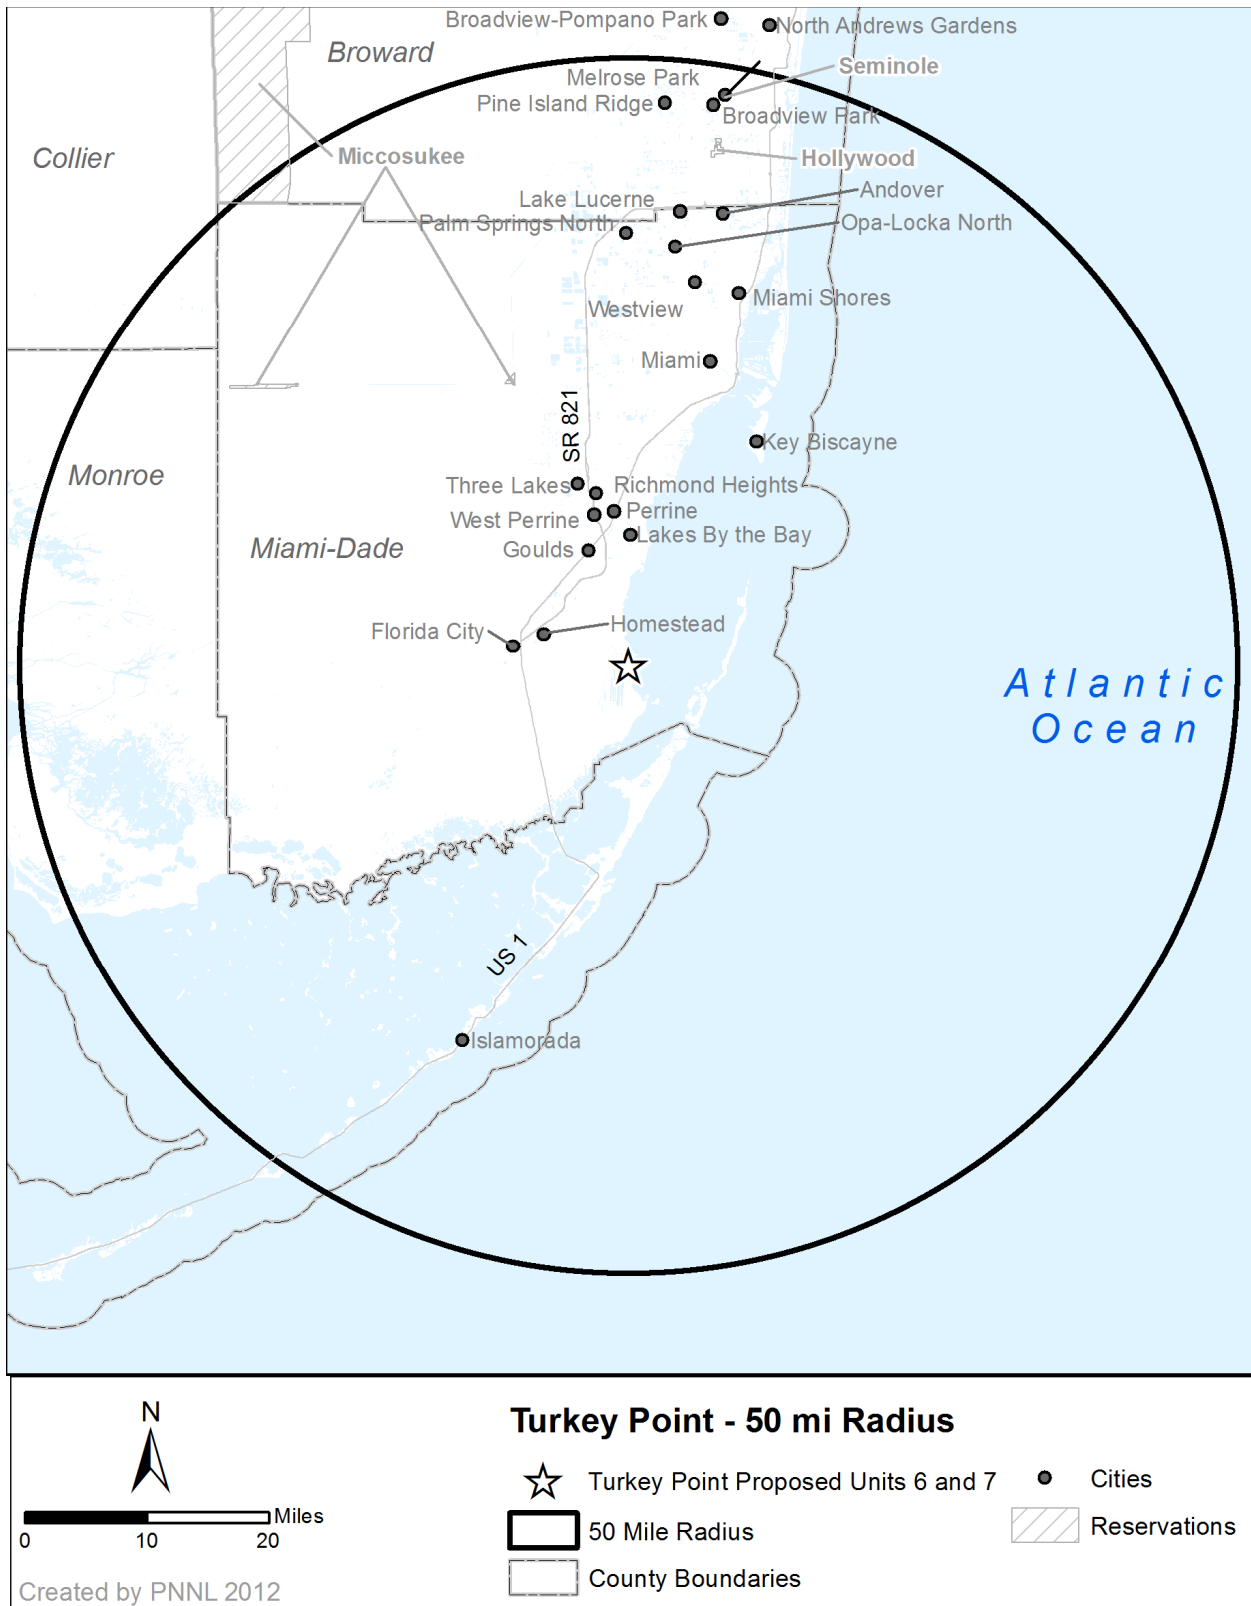 Broadview-Pompano Park
North Andrews Gardens
Broward
Seminole
Melrose Park
Pine Island Ridge
Broadview Park
Collier
Miccosukee
Hollywood
Andover
Lake Lucerne
Palm Springs North
Opa-Locka North
Westview
Miami Shores
Miami
SR 821
Key Biscayne
Monroe
Three Lakes
Richmond Heights
West Perrine
Perrine
Lakes By the Bay
Miami-Dade
Goulds
Florida City
Homestead
Atlantic
Ocean
US 1
Islamorada
N
Miles
0 10 20
Created by PNNL 2012
Turkey Point - 50 mi Radius
Turkey Point Proposed Units 6 and 7
Cities
50 Mile Radius
Reservations
County Boundaries